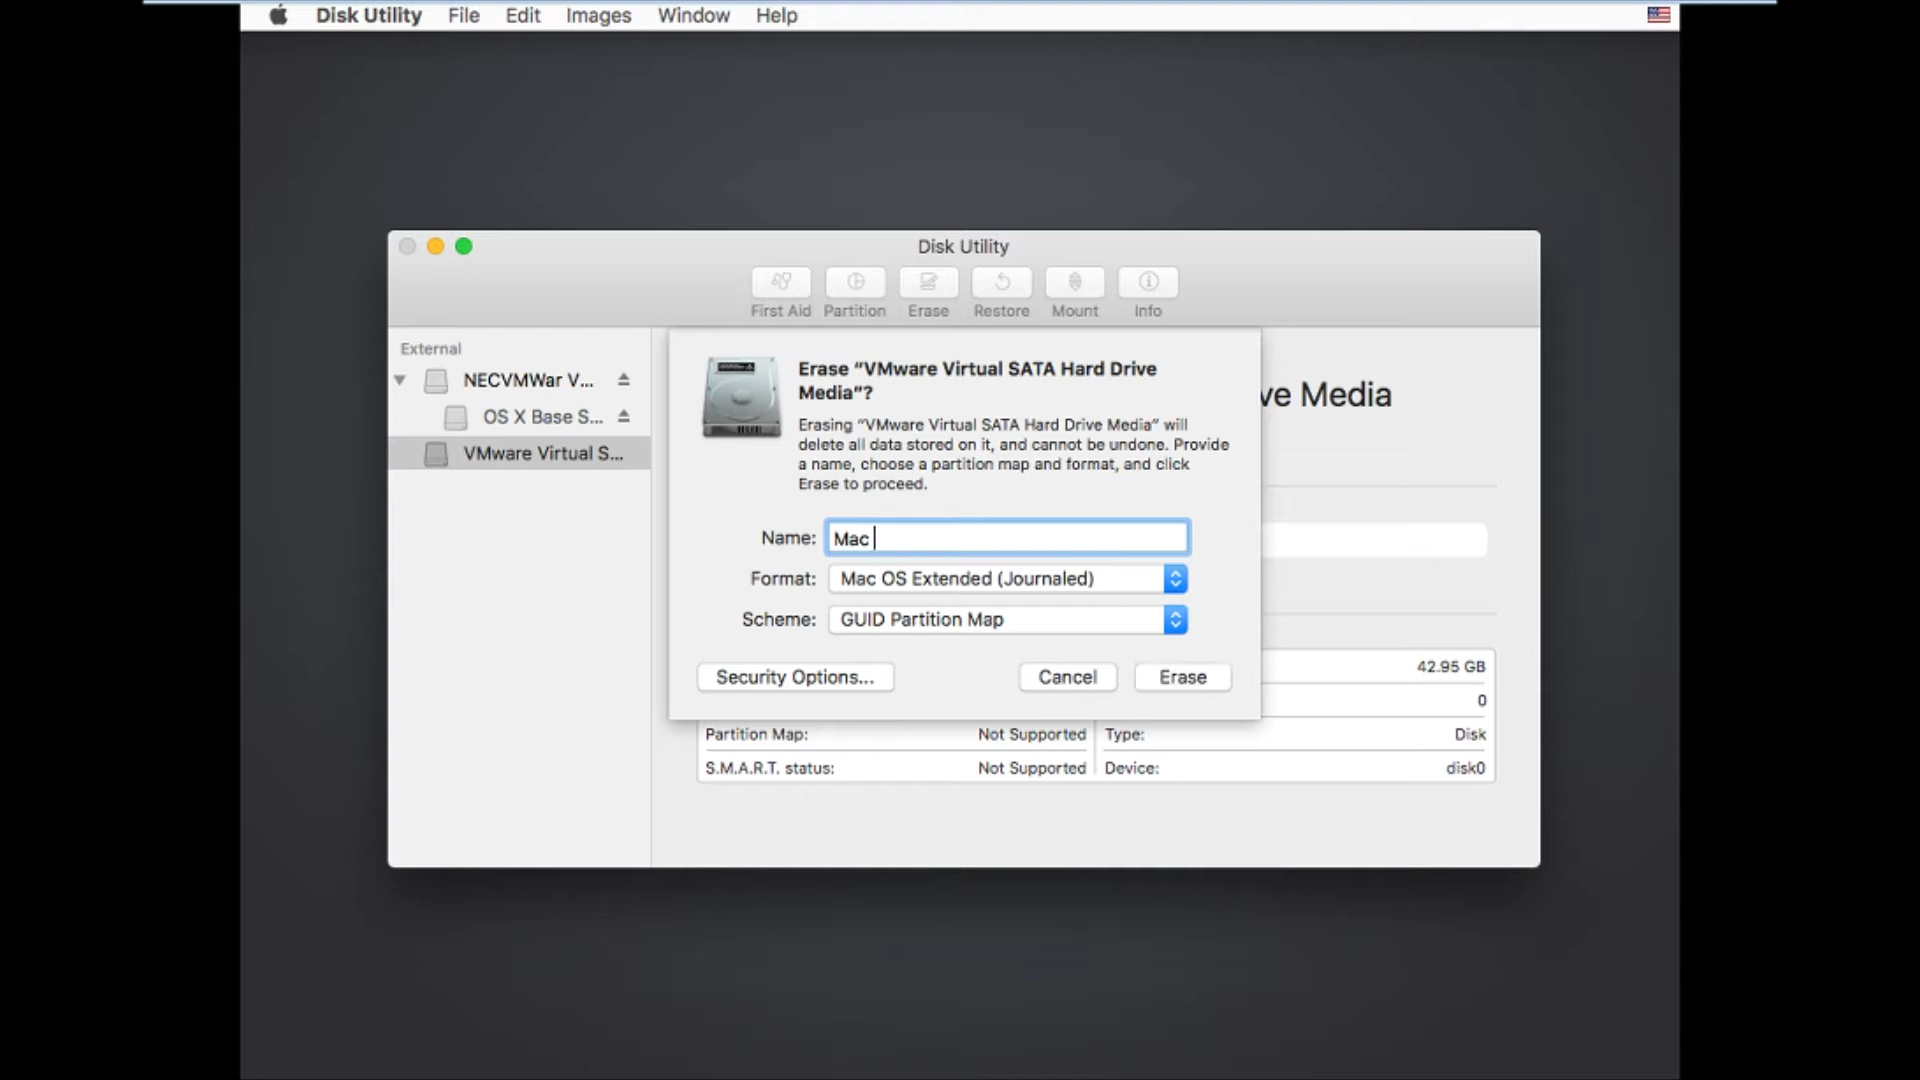 Disk Utility File Edit Images Window Help
Disk Utility
First Aid Partition Erase Restore Mount Info
External
NECVMWar V...
OS X Base S...
VMware Virtual S...
Erase “VMware Virtual SATA Hard Drive
Media”?
Erasing “VMware Virtual SATA Hard Drive Media” will
delete all data stored on it, and cannot be undone. Provide
a name, choose a partition map and format, and click
Erase to proceed.
Name: Mac
Format: Mac OS Extended (Journaled)
Scheme: GUID Partition Map
Security Options... Cancel Erase
Media
42.95 GB
0
Partition Map: Not Supported Type: Disk
S.M.A.R.T. status: Not Supported Device: disk0